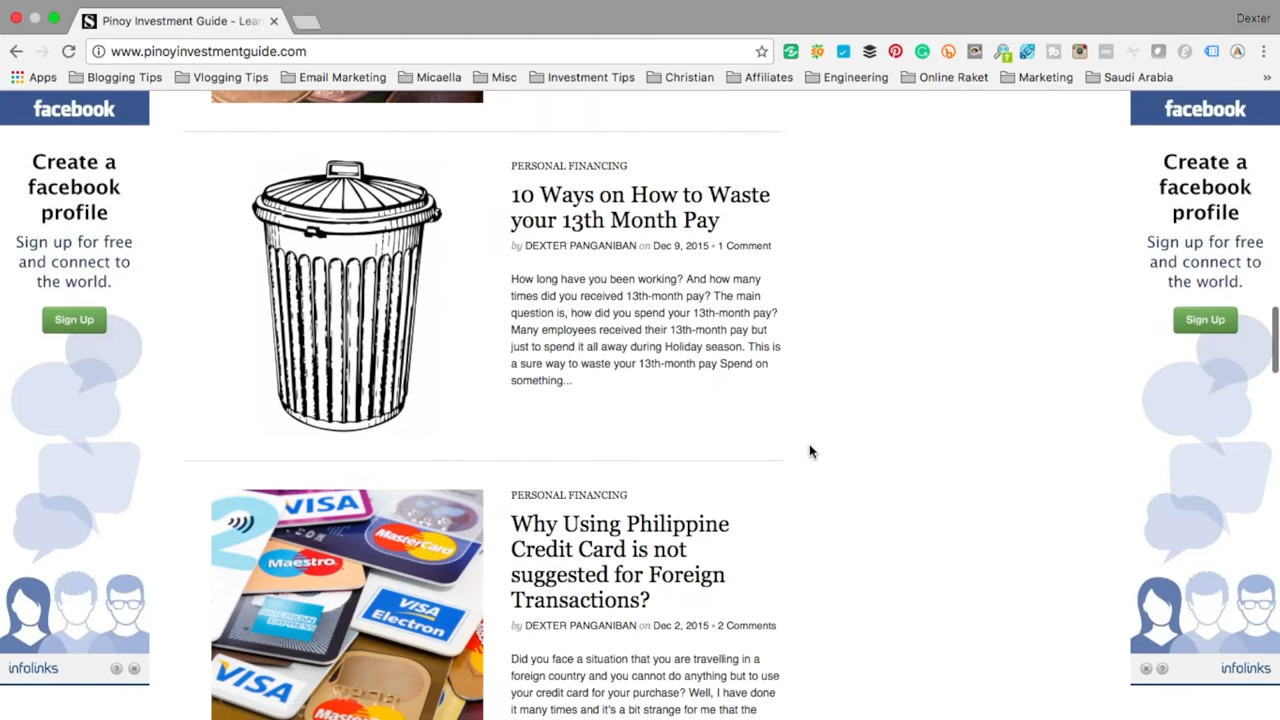 Pinoy Investment Guide - Lear
Dexter
www.pinoyinvestmentguide.com
Apps
Blogging Tips
Vlogging Tips
Email Marketing
Micaella
Misc
Investment Tips
Christian
Affiliates
Engineering
Online Raket
Marketing
Saudi Arabia
facebook
Create a
facebook
profile
Sign up for free
and connect to
the world.
Sign Up
infolinks
PERSONAL FINANCING
10 Ways on How to Waste
your 13th Month Pay
by DEXTER PANGANIBAN on Dec 9, 2015 • 1 Comment
How long have you been working? And how many
times did you received 13th-month pay? The main
question is, how did you spend your 13th-month pay?
Many employees received their 13th-month pay but
just to spend it all away during Holiday season. This is
a sure way to waste your 13th-month pay Spend on
something...
VISA
MasterCard
Maestro
AMERICAN
EXPRESS
VISA
Electron
VISA
MasterCard
PERSONAL FINANCING
Why Using Philippine
Credit Card is not
suggested for Foreign
Transactions?
by DEXTER PANGANIBAN on Dec 2, 2015 • 2 Comments
Did you face a situation that you are travelling in a
foreign country and you cannot do anything but to use
your credit card for your purchase? Well, I have done
it many times and it's a bit strange for me that the
facebook
Create a
facebook
profile
Sign up for free
and connect to
the world.
Sign Up
infolinks